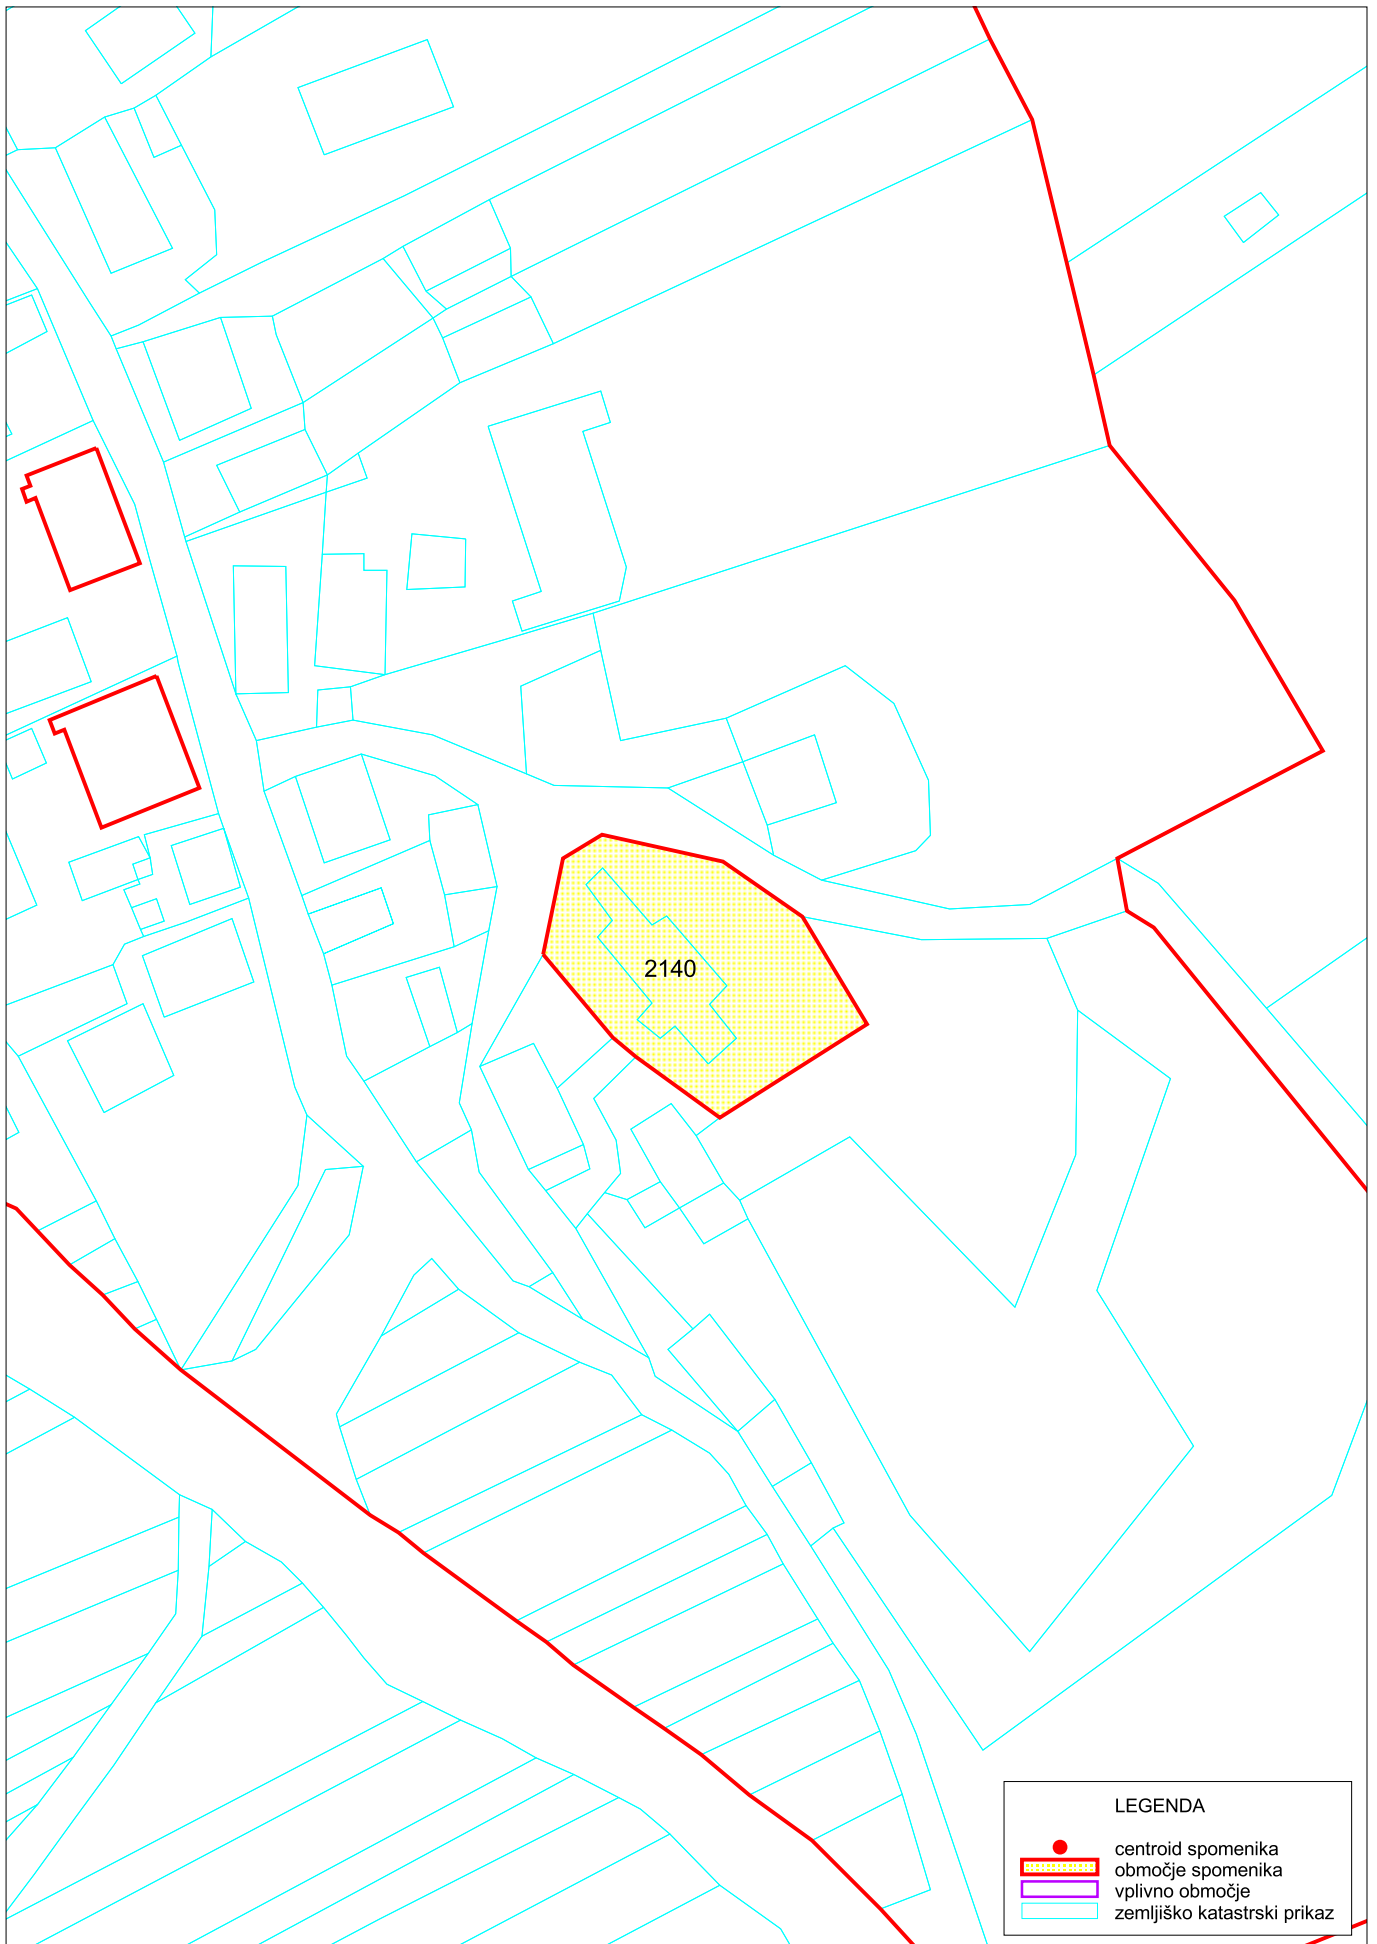 2140
LEGENDA
centroid spomenika
območje spomenika
vplivno območje
zemljiško katastrski prikaz